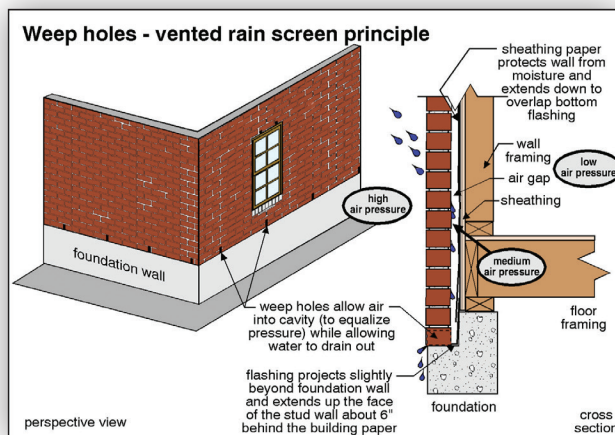 Weep holes - vented rain screen principle
sheathing paper
protects wall from
moisture and
extends down to
overlap bottom
flashing
wall
framing
low
air pressure
air gap
sheathing
high
air pressure
medium
air pressure
foundation wall
floor
framing
weep holes allow air
into cavity (to equalize
pressure) while allowing
water to drain out
flashing projects slightly
beyond foundation wall
and extends up the face
of the stud wall about 6"
behind the building paper
foundation
perspective view
cross
section